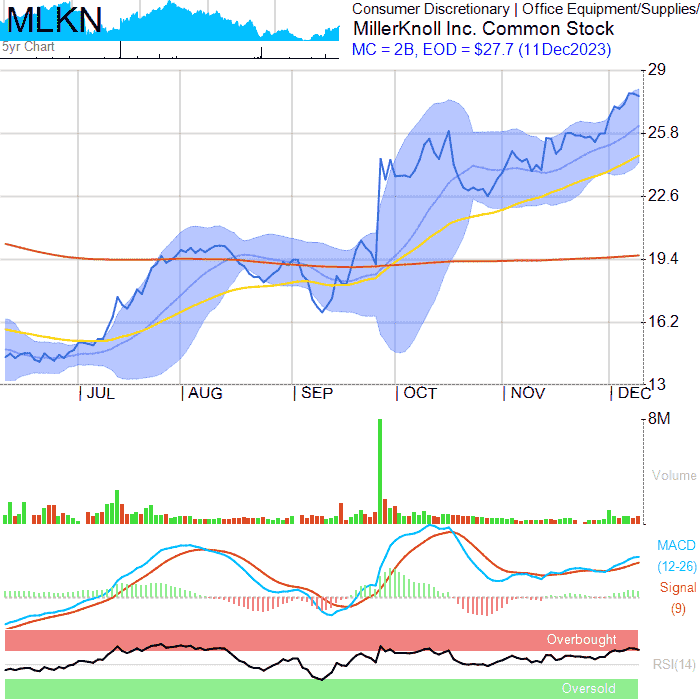 MLKN
5yr Chart
Consumer Discretionary | Office Equipment/Supplies/
MillerKnoll Inc. Common Stock
MC = 2B, EOD = $27.7 (11Dec2023)
29
25.8
22.6
19.4
16.2
13
JUL AUG SEP OCT NOV DEC
8M
Volume
MACD
(12-26)
Signal
(9)
Overbought
RSI(14)
Oversold